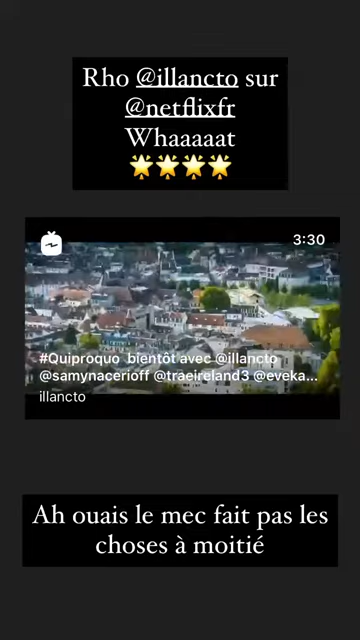 Rho @illancto sur
@netflixfr
Whaaaaat
3:30
#Quiproquo bientôt avec @illancto
@samynacerioff @traeireland3 @eveka...
illancto
Ah ouais le mec fait pas les
choses à moitié